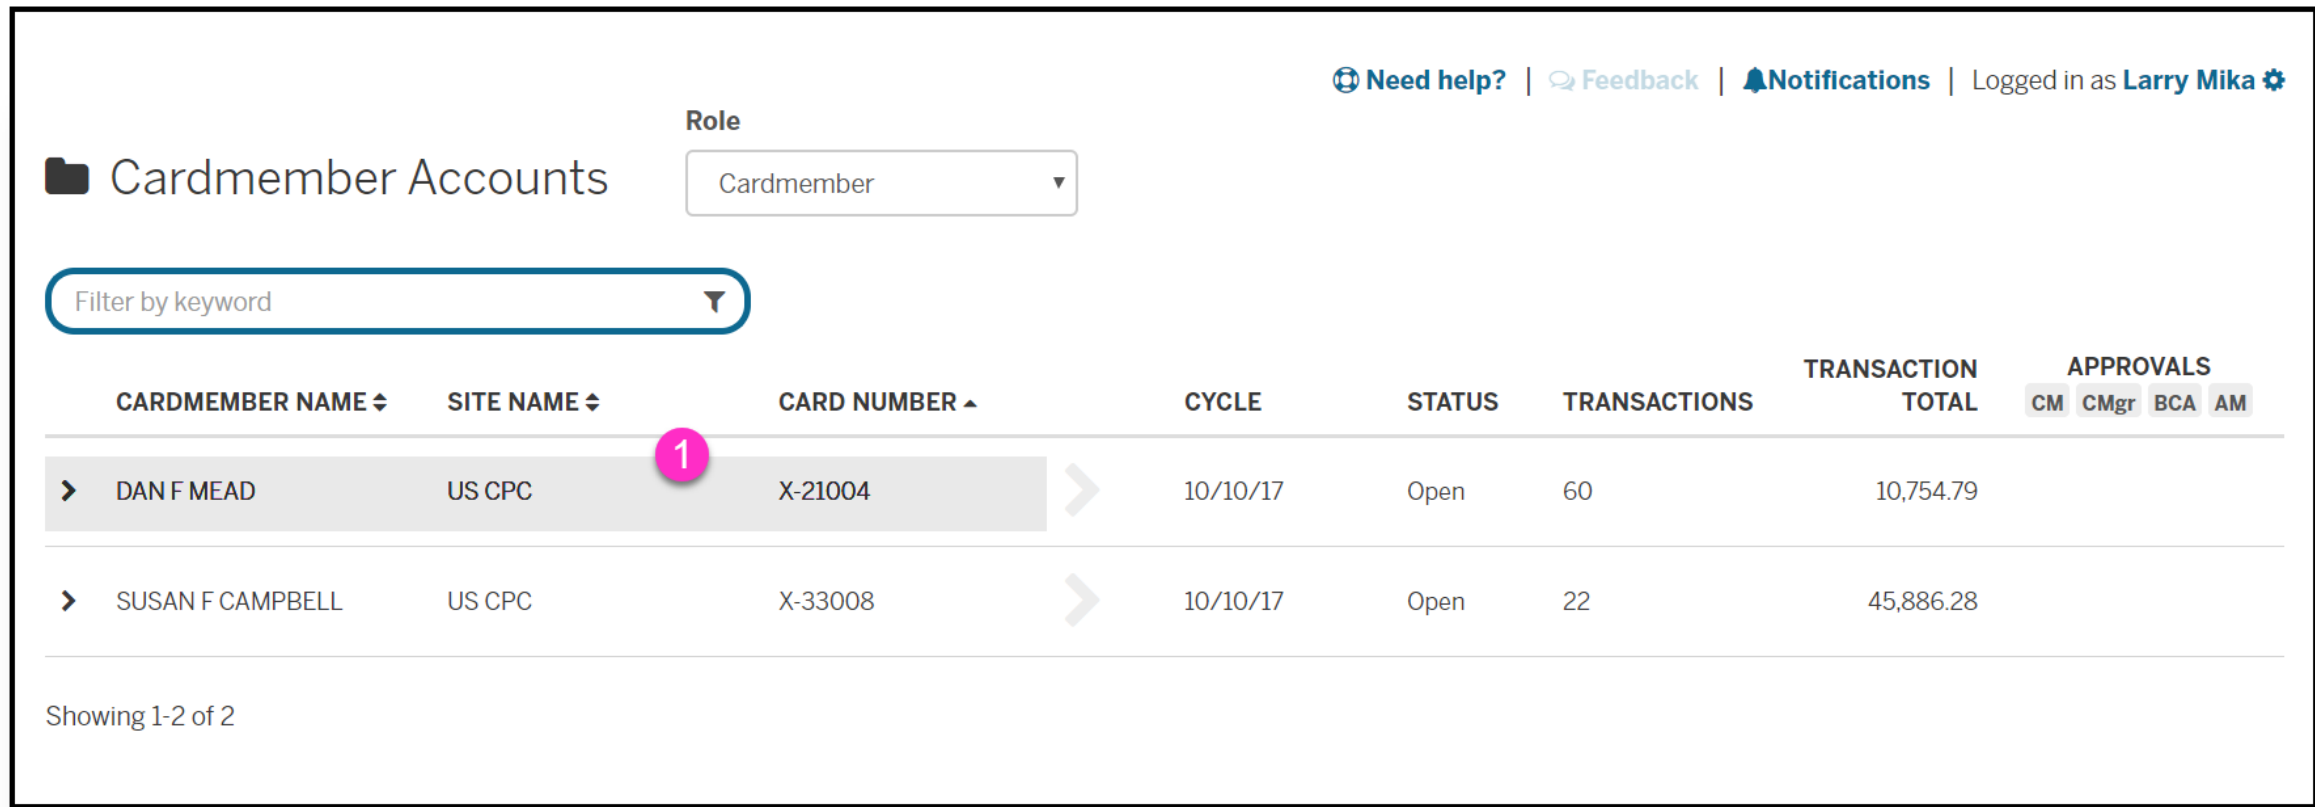 Need help? | Feedback | Notifications | Logged in as Larry Mika
Role
Cardmember Accounts
Cardmember
Filter by keyword
CARDMEMBER NAME SITE NAME CARD NUMBER CYCLE STATUS TRANSACTIONS TRANSACTION TOTAL APPROVALS
CM CMgr BCA AM
1
DAN F MEAD US CPC X-21004 10/10/17 Open 60 10,754.79
SUSAN F CAMPBELL US CPC X-33008 10/10/17 Open 22 45,886.28
Showing 1-2 of 2